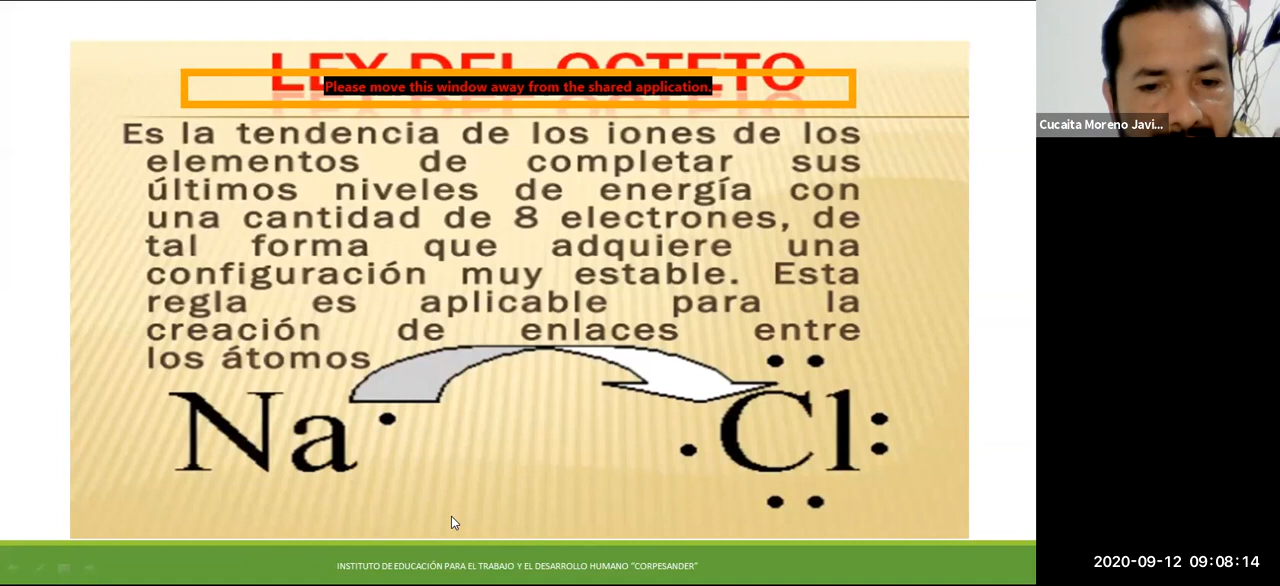 LEY DEL OCTETO
Please move this window away from the shared application.
Es la tendencia de los iones de los
elementos de completar sus
últimos niveles de energía con
una cantidad de 8 electrones, de
tal forma que adquiere una
configuración muy estable. Esta
regla es aplicable para la
creación de enlaces entre
los átomos
Na Cl
INSTITUTO DE EDUCACIÓN PARA EL TRABAJO Y EL DESARROLLO HUMANO "CORPESANDER"
Cucaita Moreno Javi...
2020-09-12 09:08:14